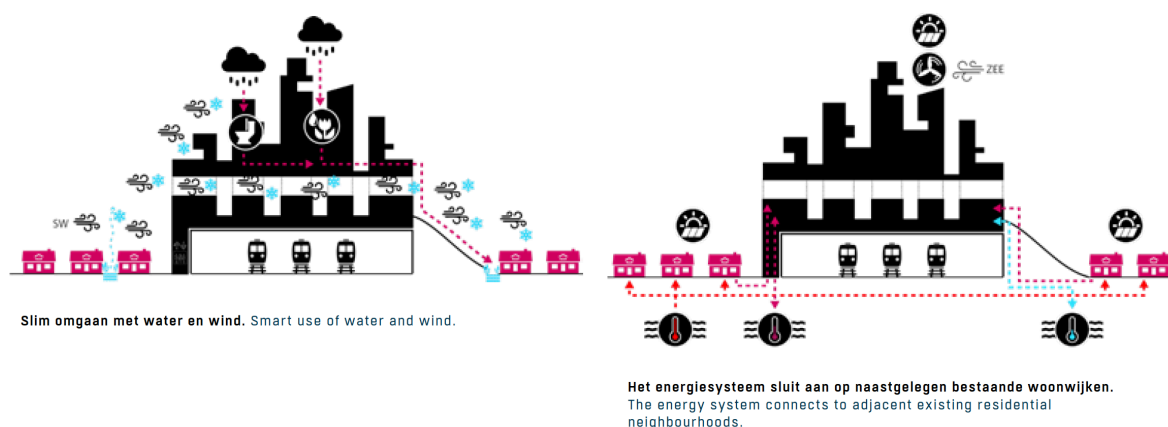 ZEE
SW
Slim omgaan met water en wind. Smart use of water and wind.
Het energiesysteem sluit aan op naastgelegen bestaande woonwijken.
The energy system connects to adjacent existing residential
neighbourhoods.